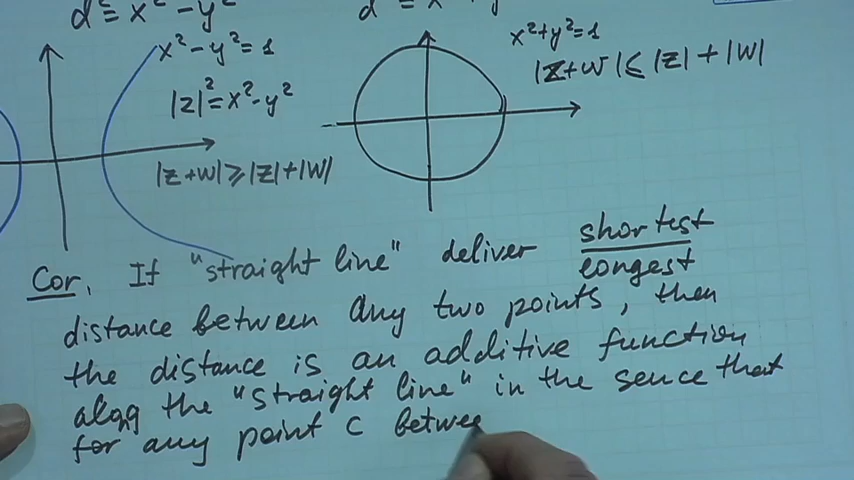 d² = x² - y²
x² - y² = 1
|z|² = x² - y²
|z+w| ≥ |z| + |w|
x² + y² = 1
|z+w| ≤ |z| + |w|
Cor. If "straight line" deliver shortest
longest
distance between any two points, then
the distance is an additive function
along the "straight line" in the sence that
for any point c betwee